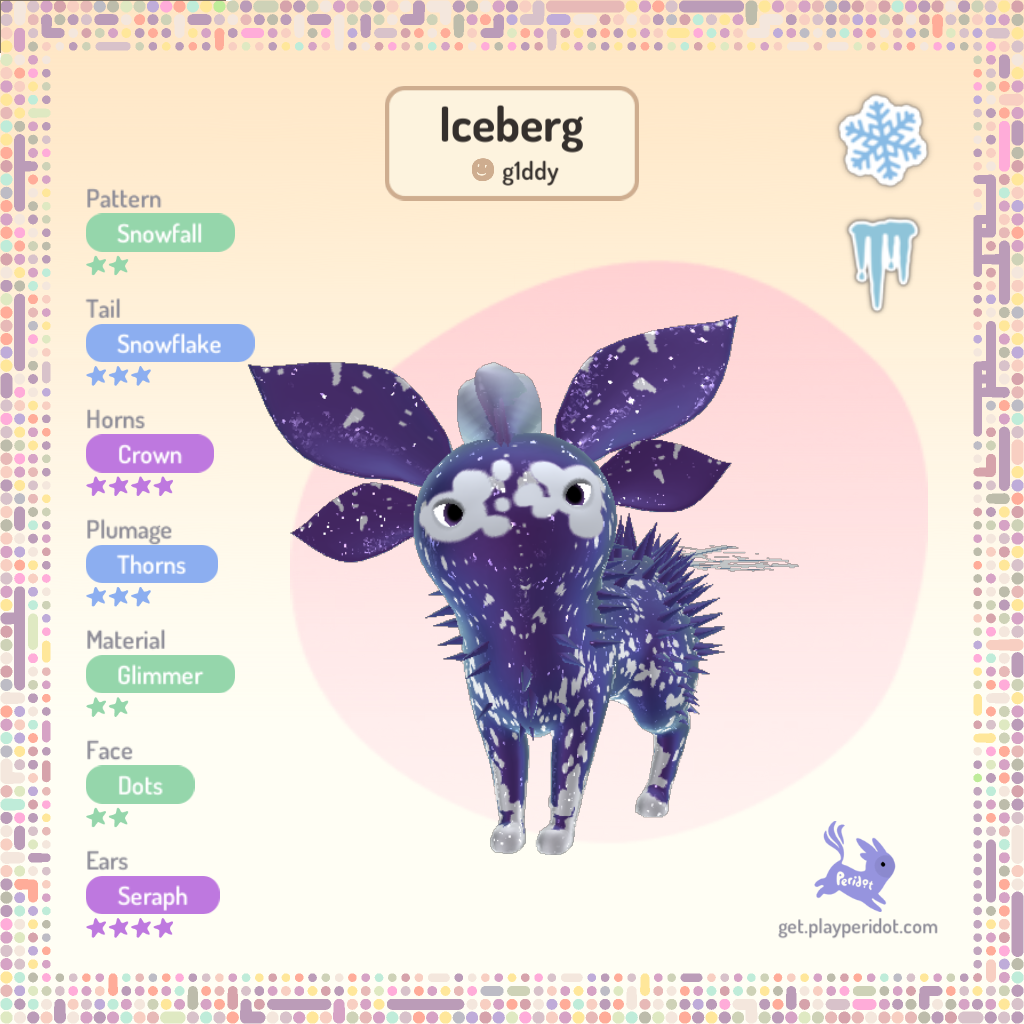 Iceberg
g1ddy
Pattern
Snowfall
Tail
Snowflake
Horns
Crown
Plumage
Thorns
Material
Glimmer
Face
Dots
Ears
Seraph
Peridot
get.playperidot.com